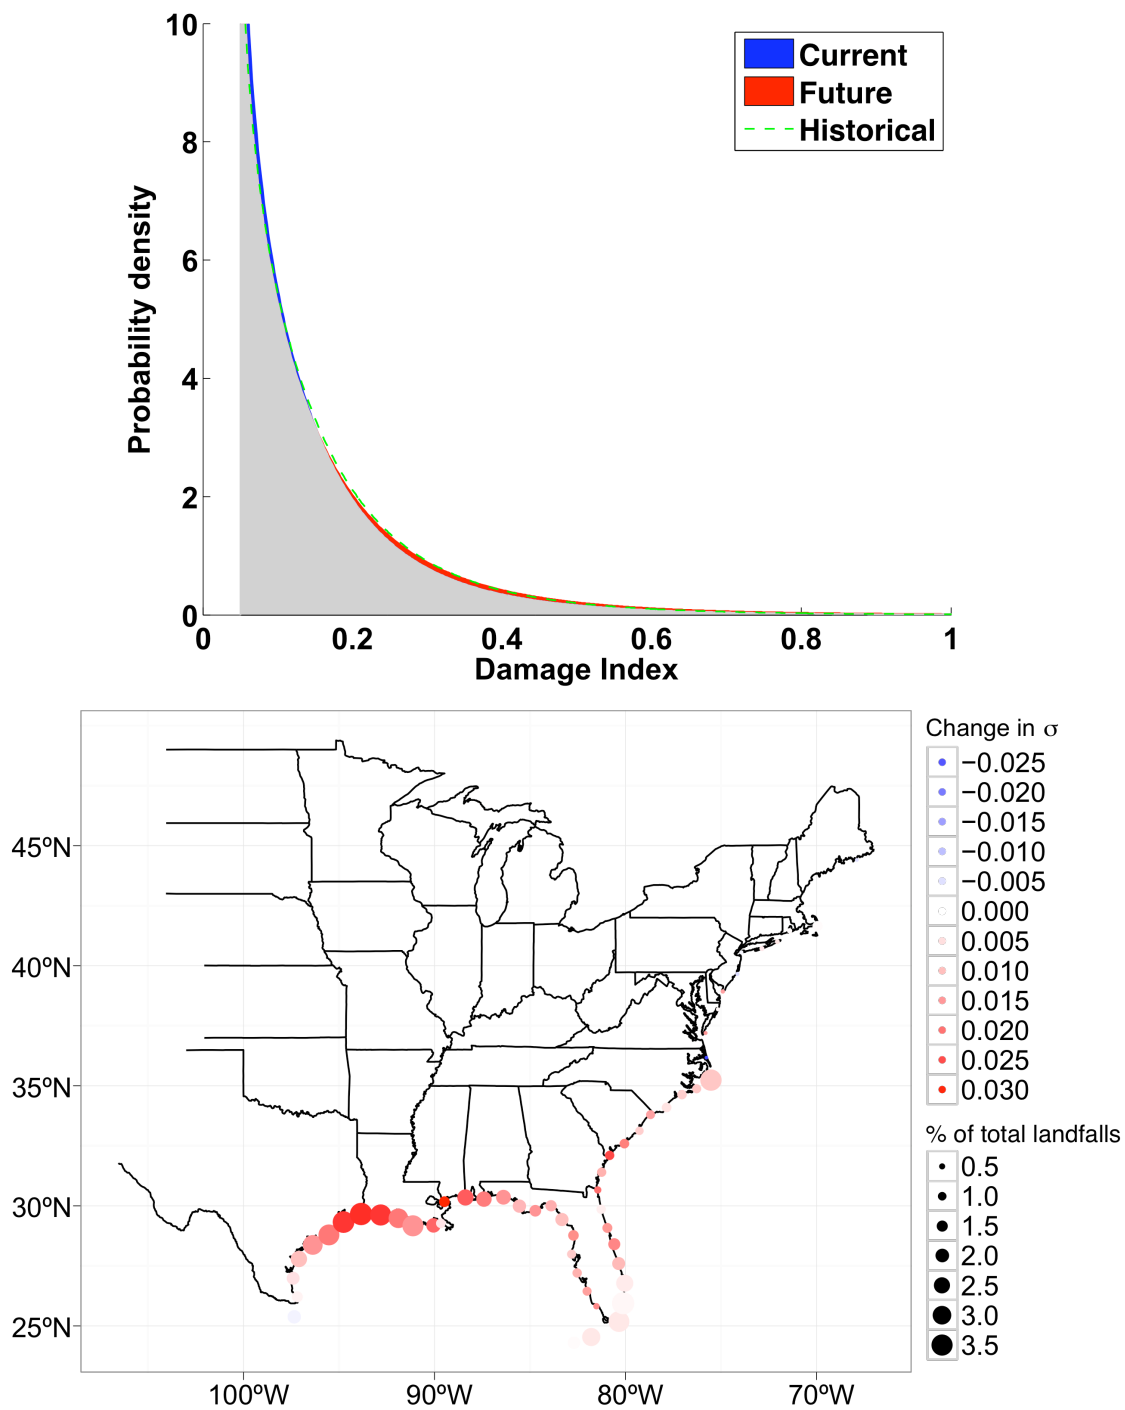 10
8
6
4
2
0
Probability density
Current
Future
Historical
0 0.2 0.4 0.6 0.8 1
Damage Index
45ºN
40ºN
35ºN
30ºN
25ºN
100ºW 90ºW 80ºW 70ºW
Change in σ
−0.025
−0.020
−0.015
−0.010
−0.005
0.000
0.005
0.010
0.015
0.020
0.025
0.030
% of total landfalls
0.5
1.0
1.5
2.0
2.5
3.0
3.5